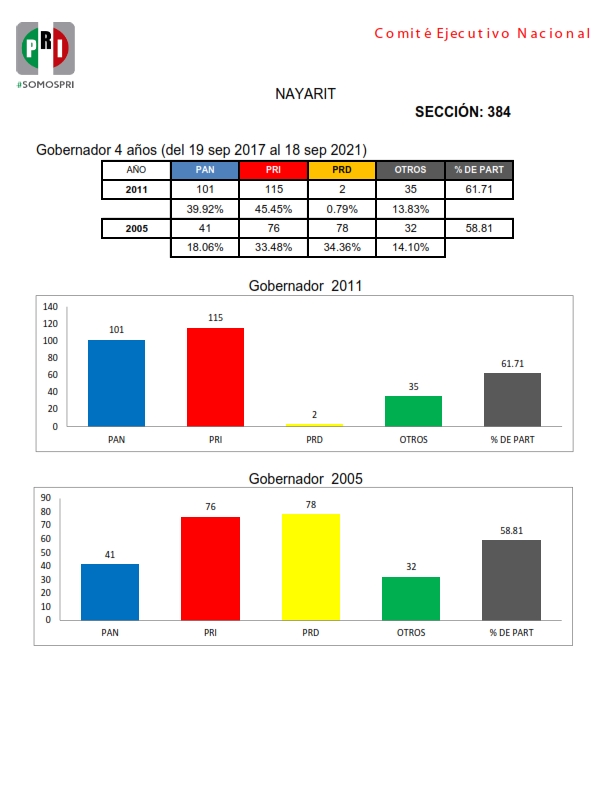 PRI
#SOMOSPRI
Comité Ejecutivo Nacional
NAYARIT
SECCIÓN: 384
Gobernador 4 años (del 19 sep 2017 al 18 sep 2021)
AÑO PAN PRI PRD OTROS % DE PART
2011 101 115 2 35 61.71
39.92% 45.45% 0.79% 13.83%
2005 41 76 78 32 58.81
18.06% 33.48% 34.36% 14.10%
Gobernador 2011
140
120
100
80
60
40
20
0
101
115
2
35
61.71
PAN PRI PRD OTROS % DE PART
Gobernador 2005
90
80
70
60
50
40
30
20
10
0
41
76
78
32
58.81
PAN PRI PRD OTROS % DE PART